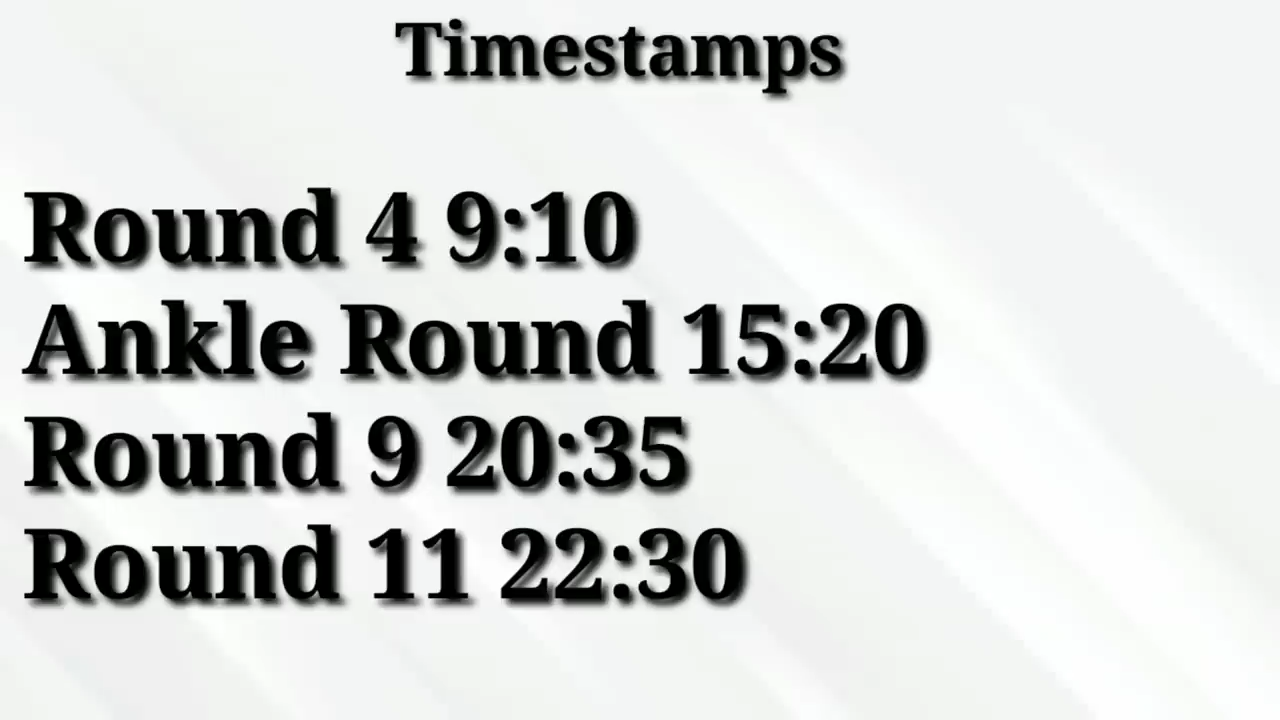 Timestamps
Round 4 9:10
Ankle Round 15:20
Round 9 20:35
Round 11 22:30